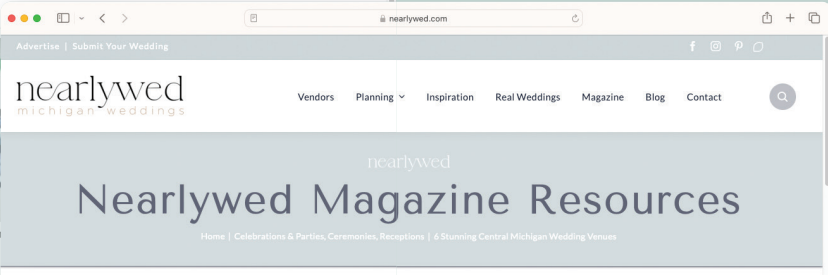 nearlywed.com
Advertise | Submit Your Wedding
nearlywed
michigan weddings
Vendors Planning Inspiration Real Weddings Magazine Blog Contact
nearlywed
Nearlywed Magazine Resources
Home | Celebrations & Parties, Ceremonies, Receptions | 6 Stunning Central Michigan Wedding Venues